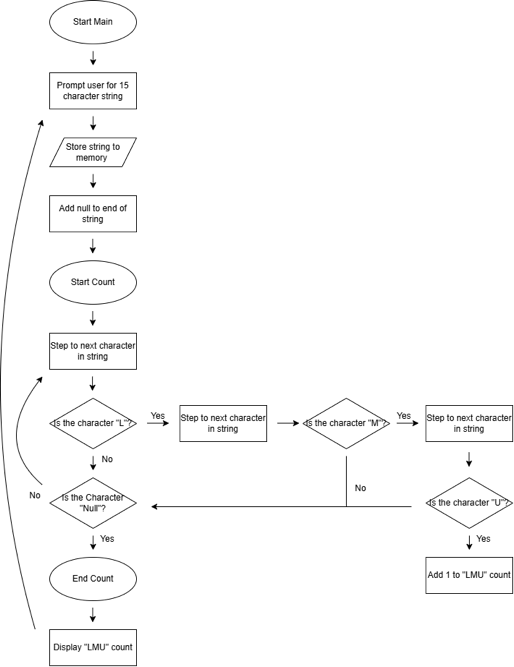 Start Main
Prompt user for 15
character string
Store string to
memory
Add null to end of
string
Start Count
Step to next character
in string
Is the character "L"?
Yes
Step to next character
in string
Is the character "M"?
Yes
Step to next character
in string
No
No
No
Is the Character
"Null"?
Is the character "U"?
Yes
Yes
End Count
Add 1 to "LMU" count
Display "LMU" count